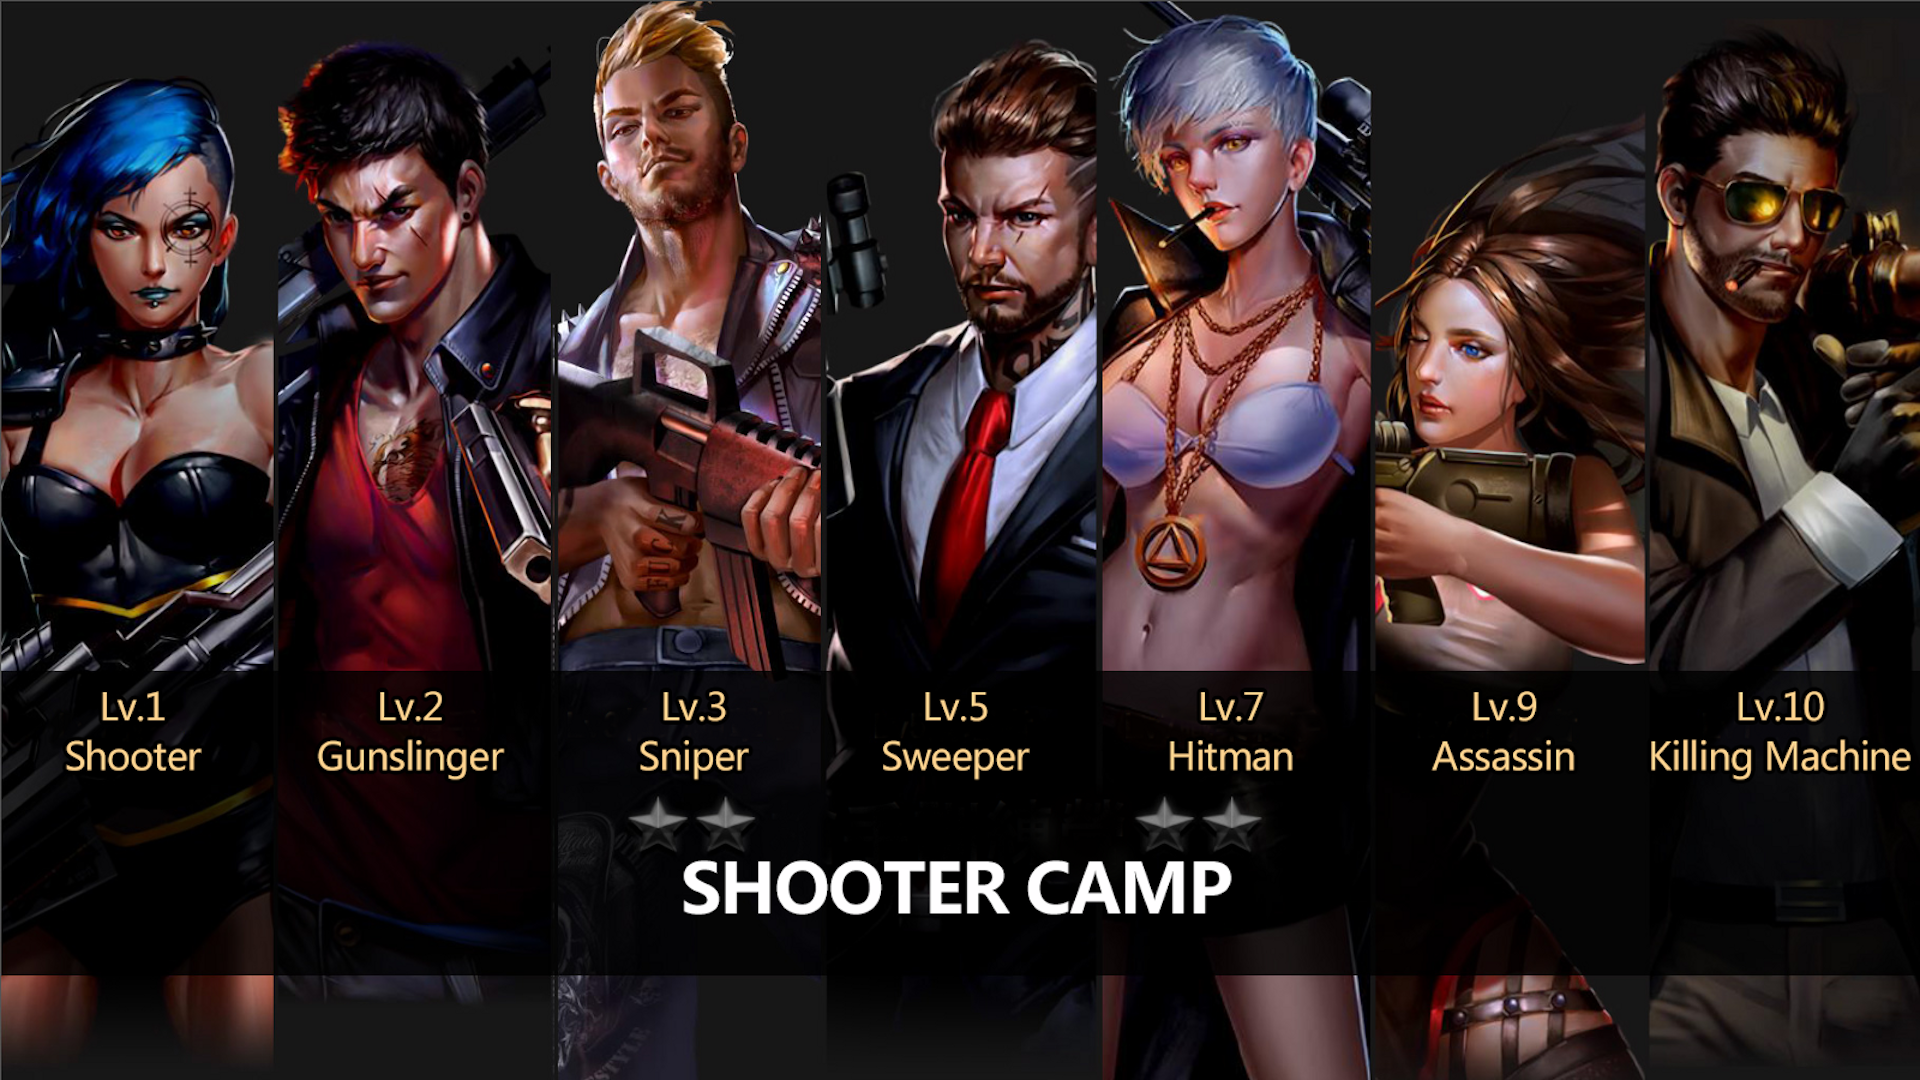 Lv.1
Shooter
Lv.2
Gunslinger
Lv.3
Sniper
Lv.5
Sweeper
Lv.7
Hitman
Lv.9
Assassin
Lv.10
Killing Machine
SHOOTER CAMP
FUCK